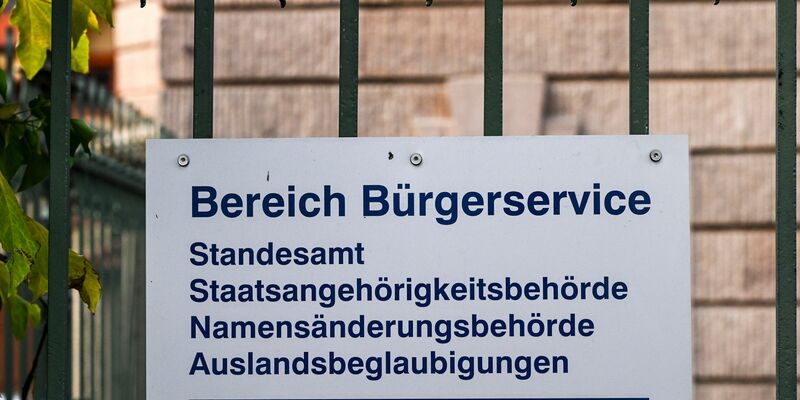 Bereich Bürgerservice
Standesamt
Staatsangehörigkeitsbehörde
Namensänderungsbehörde
Auslandsbeglaubigungen